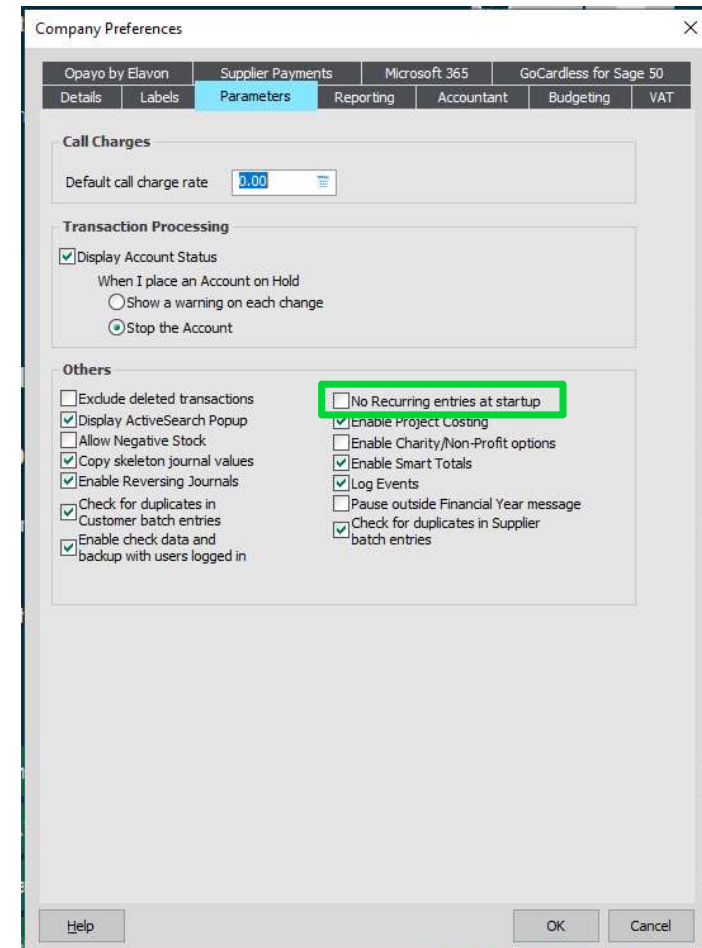 Company Preferences
Opayo by Elavon Supplier Payments Microsoft 365 GoCardless for Sage 50
Details Labels Parameters Reporting Accountant Budgeting VAT
Call Charges
Default call charge rate 0.00
Transaction Processing
Display Account Status
When I place an Account on Hold
Show a warning on each change
Stop the Account
Others
Exclude deleted transactions
Display ActiveSearch Popup
Allow Negative Stock
Copy skeleton journal values
Enable Reversing Journals
Check for duplicates in
Customer batch entries
Enable check data and
backup with users logged in
No Recurring entries at startup
Enable Project Costing
Enable Charity/Non-Profit options
Enable Smart Totals
Log Events
Pause outside Financial Year message
Check for duplicates in Supplier
batch entries
Help OK Cancel